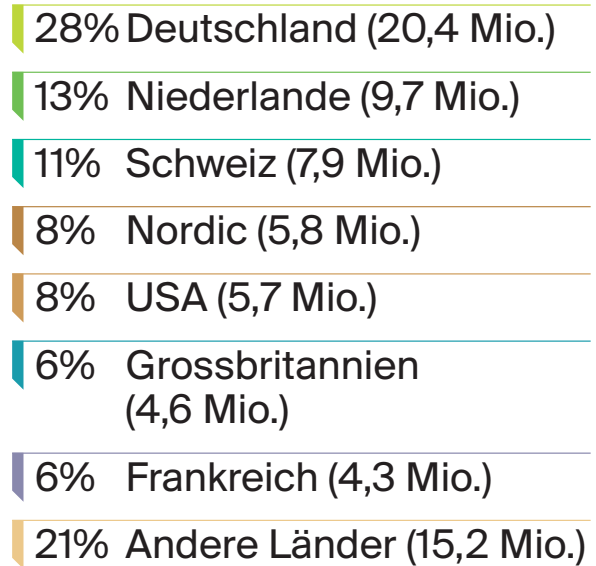 28% Deutschland (20,4 Mio.)
13% Niederlande (9,7 Mio.)
11% Schweiz (7,9 Mio.)
8% Nordic (5,8 Mio.)
8% USA (5,7 Mio.)
6% Grossbritannien
(4,6 Mio.)
6% Frankreich (4,3 Mio.)
21% Andere Länder (15,2 Mio.)